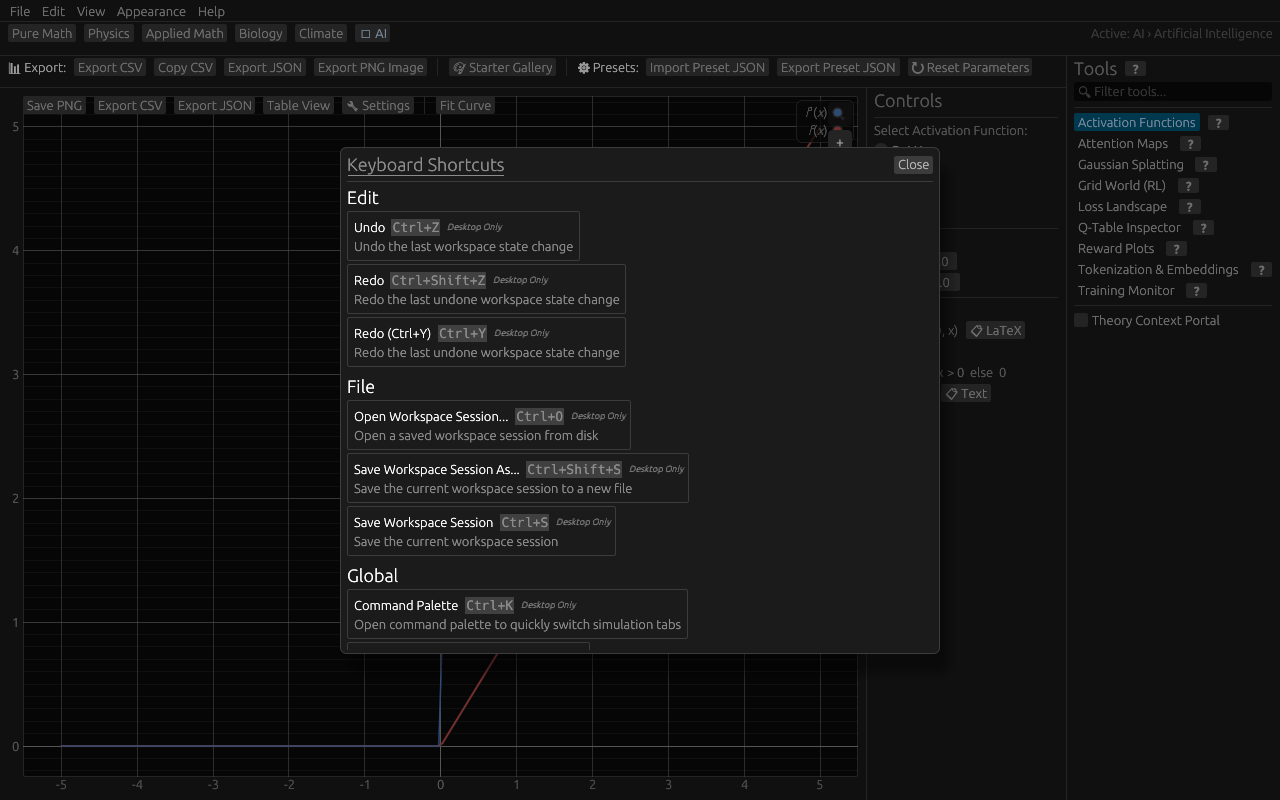 File Edit View Appearance Help
Pure Math Physics Applied Math Biology Climate AI
Active: AI › Artificial Intelligence
Export: Export CSV Copy CSV Export JSON Export PNG Image Starter Gallery Presets: Import Preset JSON Export Preset JSON Reset Parameters
Save PNG Export CSV Export JSON Table View Settings Fit Curve
f'(x)
f(x)
+
5
4
3
2
1
0
-5 -4 -3 -2 -1 0 1 2 3 4 5
Keyboard Shortcuts
Close
Edit
Undo Ctrl+Z Desktop Only
Undo the last workspace state change
Redo Ctrl+Shift+Z Desktop Only
Redo the last undone workspace state change
Redo (Ctrl+Y) Ctrl+Y Desktop Only
Redo the last undone workspace state change
File
Open Workspace Session... Ctrl+O Desktop Only
Open a saved workspace session from disk
Save Workspace Session As... Ctrl+Shift+S Desktop Only
Save the current workspace session to a new file
Save Workspace Session Ctrl+S Desktop Only
Save the current workspace session
Global
Command Palette Ctrl+K Desktop Only
Open command palette to quickly switch simulation tabs
Controls
Select Activation Function:
0
.0
, x) LaTeX
x > 0 else 0
Text
Tools ?
Filter tools...
Activation Functions ?
Attention Maps ?
Gaussian Splatting ?
Grid World (RL) ?
Loss Landscape ?
Q-Table Inspector ?
Reward Plots ?
Tokenization & Embeddings ?
Training Monitor ?
Theory Context Portal